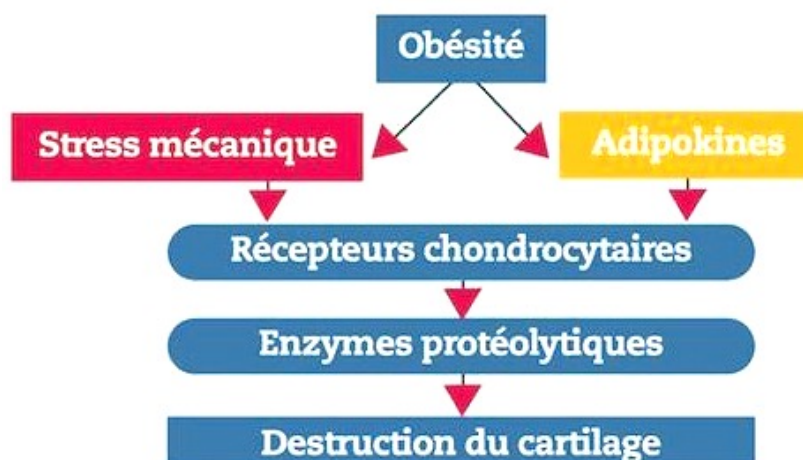 Obésité
Stress mécanique
Adipokines
Récepteurs chondrocytaires
Enzymes protéolytiques
Destruction du cartilage